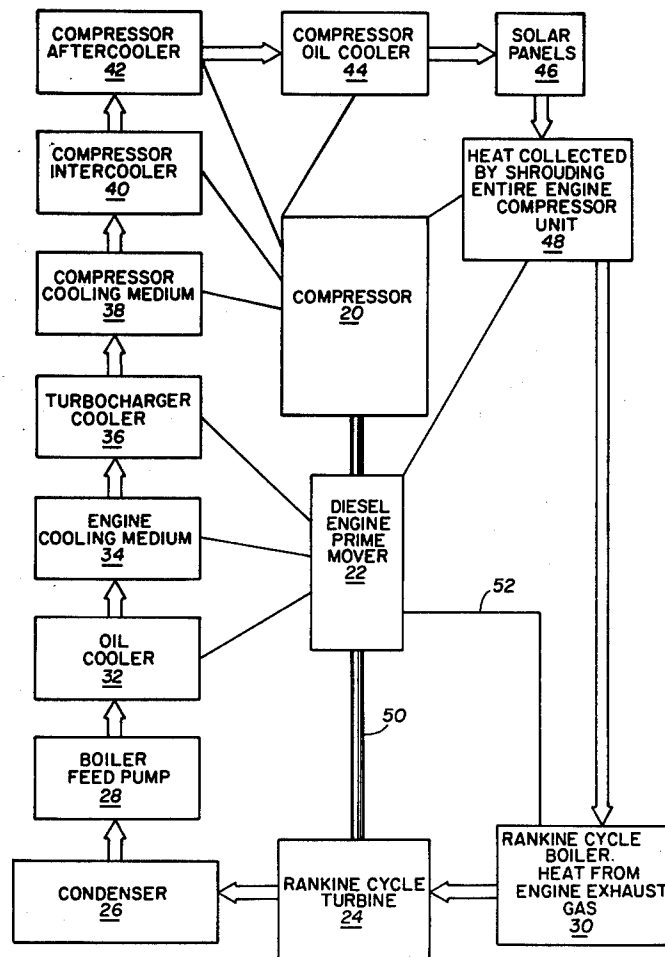 COMPRESSOR
AFTERCOOLER
42
COMPRESSOR
OIL COOLER
44
SOLAR
PANELS
46
COMPRESSOR
INTERCOOLER
40
HEAT COLLECTED
BY SHROUDING
ENTIRE ENGINE
COMPRESSOR
UNIT
48
COMPRESSOR
COOLING MEDIUM
38
COMPRESSOR
20
TURBOCHARGER
COOLER
36
ENGINE
COOLING MEDIUM
34
DIESEL
ENGINE
PRIME
MOVER
22
52
OIL
COOLER
32
50
BOILER
FEED PUMP
28
CONDENSER
26
RANKINE CYCLE
TURBINE
24
RANKINE CYCLE
BOILER.
HEAT FROM
ENGINE EXHAUST
GAS
30